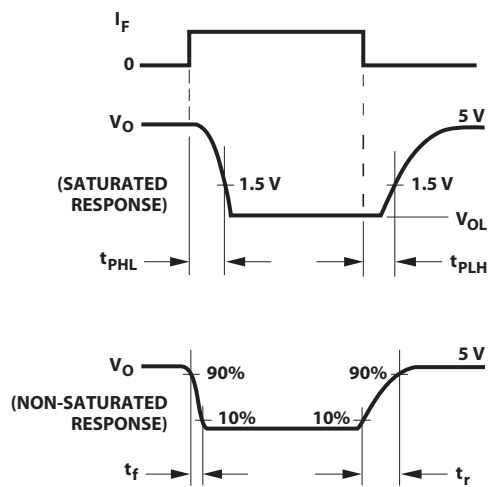 I_F
0
V_O
5 V
(SATURATED
RESPONSE)
1.5 V
1.5 V
V_OL
t_PHL
t_PLH
V_O
5 V
90%
90%
(NON-SATURATED
RESPONSE)
10%
10%
t_f
t_r